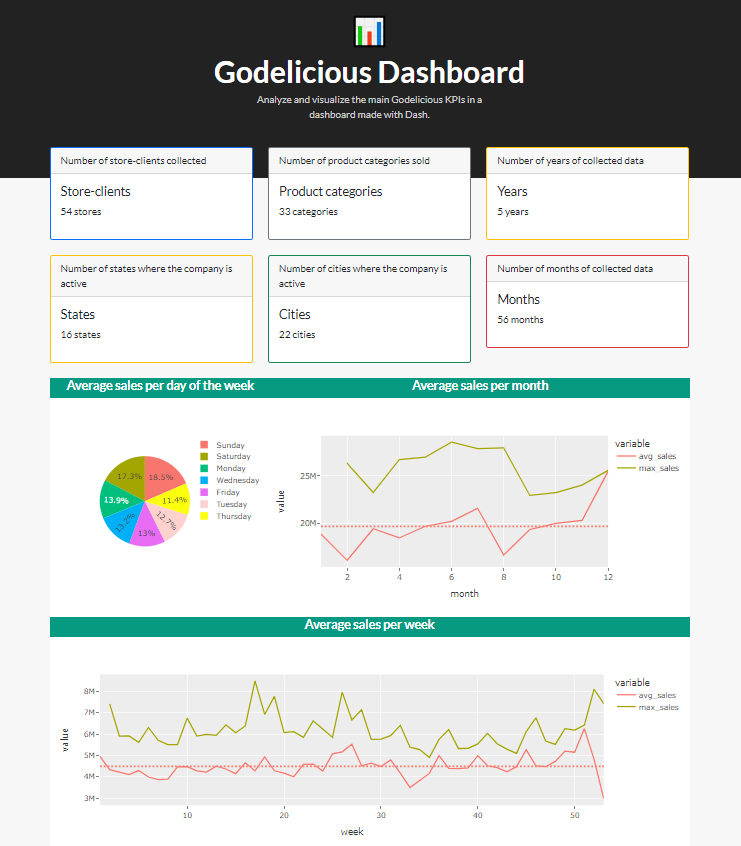 Godelicious Dashboard
Analyze and visualize the main Godelicious KPIs in a
dashboard made with Dash.
Number of store-clients collected
Store-clients
54 stores
Number of product categories sold
Product categories
33 categories
Number of years of collected data
Years
5 years
Number of states where the company is
active
States
16 states
Number of cities where the company is
active
Cities
22 cities
Number of months of collected data
Months
56 months
Average sales per day of the week
17.3%
18.5%
13.9%
11.4%
13.2%
12.7%
13%
Sunday
Saturday
Monday
Wednesday
Friday
Tuesday
Thursday
Average sales per month
value
25M
20M
2
4
6
8
10
12
month
variable
avg_sales
max_sales
Average sales per week
value
8M
7M
6M
5M
4M
3M
10
20
30
40
50
week
variable
avg_sales
max_sales